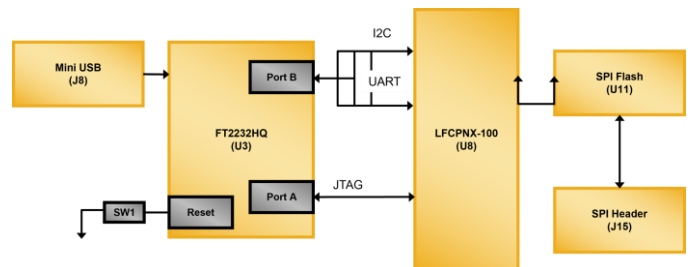 I2C
Mini USB
(J8)
Port B
UART
SPI Flash
(U11)
FT2232HQ
(U3)
LFCPNX-100
(U8)
JTAG
Port A
SW1
Reset
SPI Header
(J15)